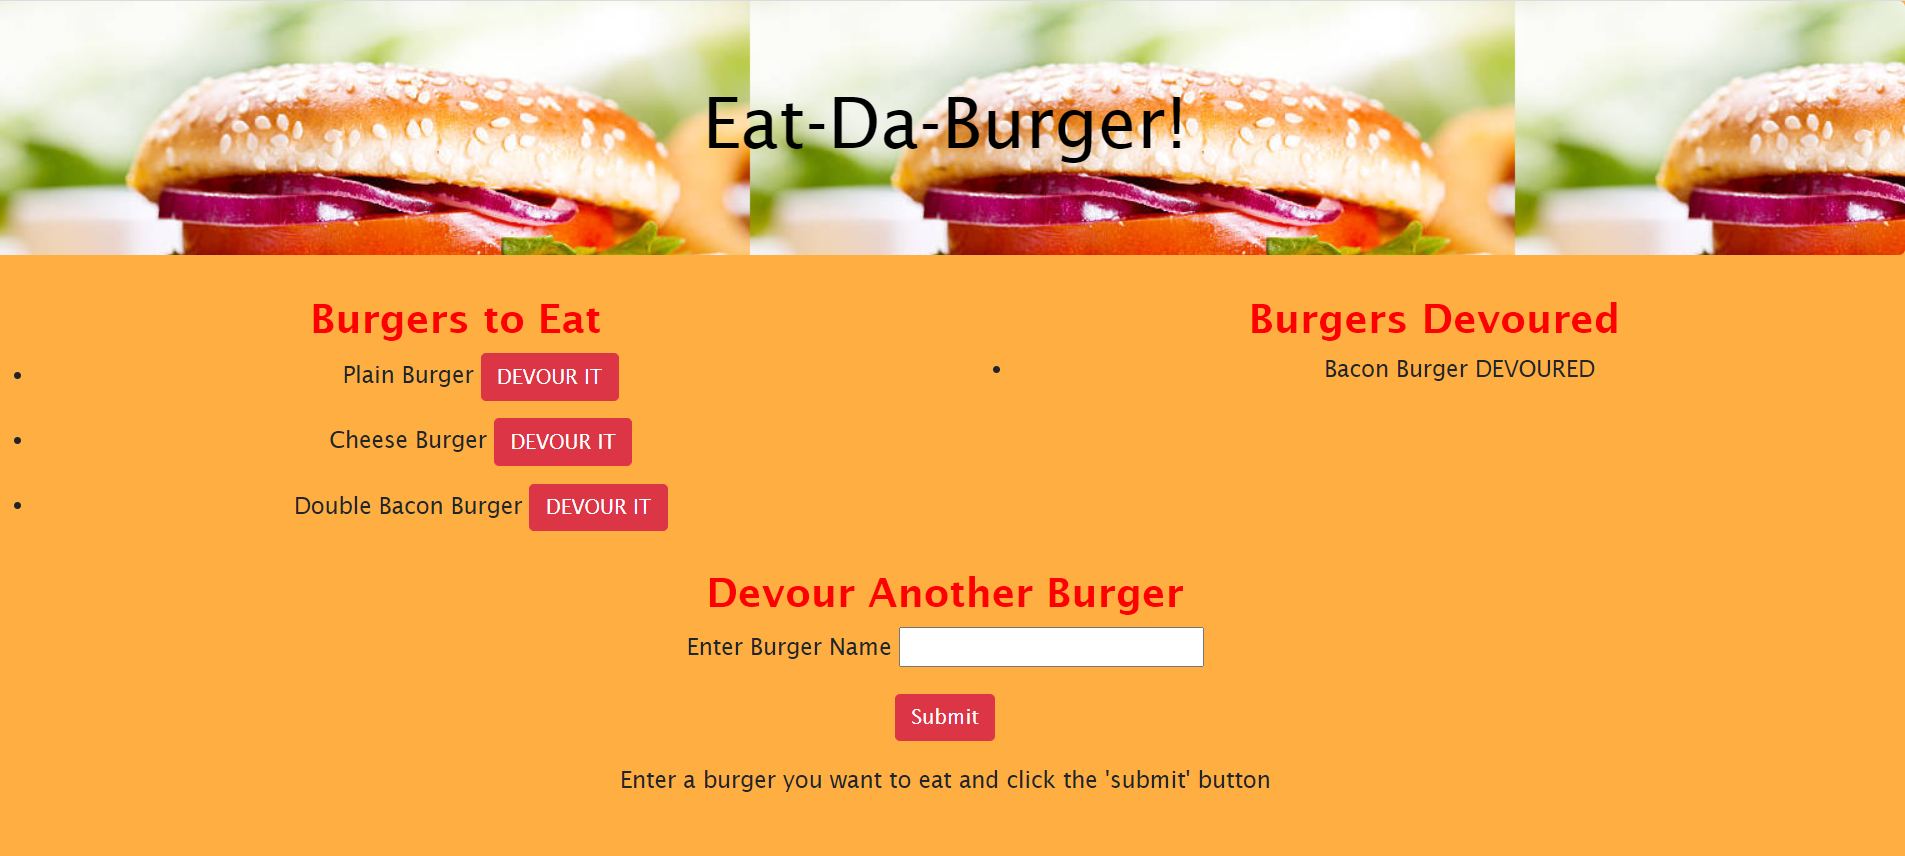 Eat-Da-Burger!
Burgers to Eat
Plain Burger DEVOUR IT
Cheese Burger DEVOUR IT
Double Bacon Burger DEVOUR IT
Burgers Devoured
Bacon Burger DEVOURED
Devour Another Burger
Enter Burger Name
Submit
Enter a burger you want to eat and click the 'submit' button